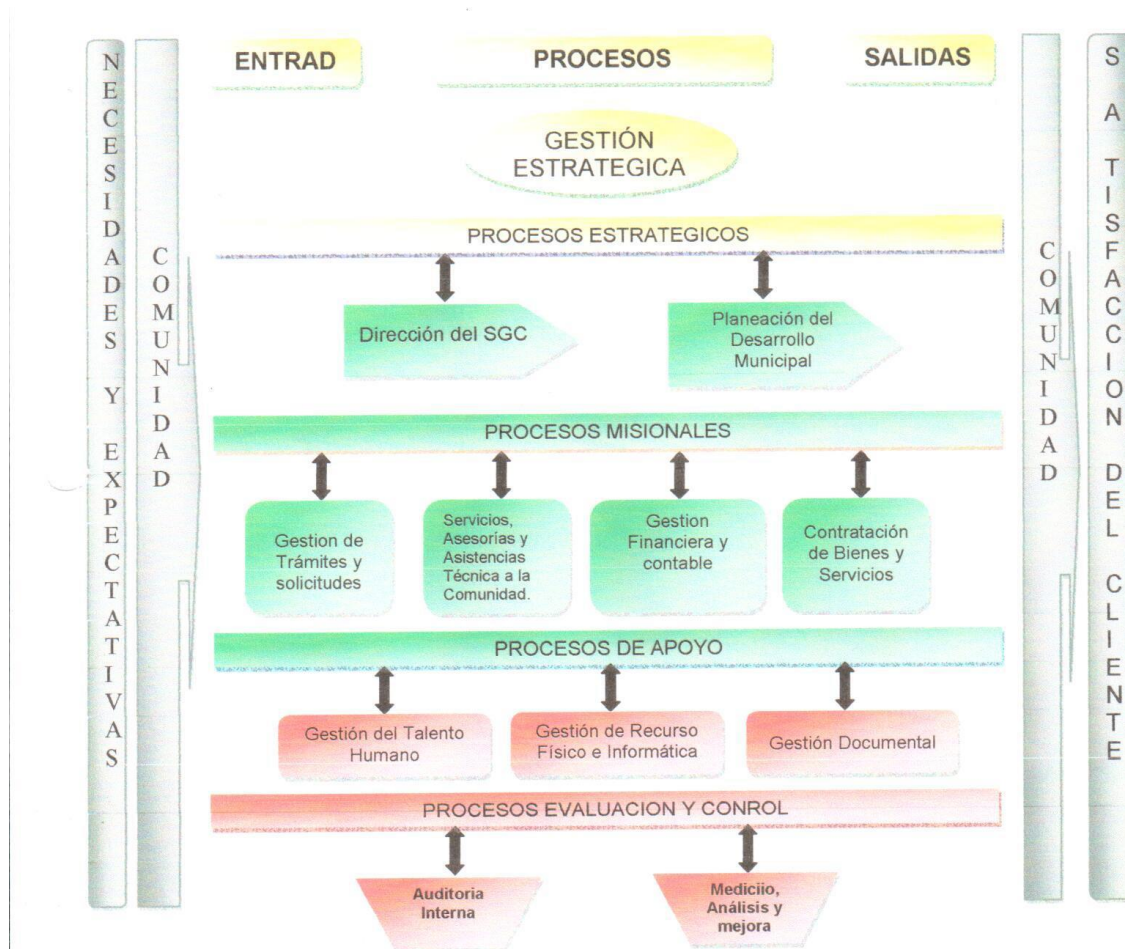 NECESIDADES Y EXPECTATIVAS
COMUNIDAD
ENTRAD
PROCESOS
SALIDAS
GESTIÓN
ESTRATEGICA
PROCESOS ESTRATEGICOS
Dirección del SGC
Planeación del
Desarrollo
Municipal
PROCESOS MISIONALES
Gestion de
Trámites y
solicitudes
Servicios,
Asesorías y
Asistencias
Técnica a la
Comunidad.
Gestion
Financiera y
contable
Contratación
de Bienes y
Servicios
PROCESOS DE APOYO
Gestión del Talento
Humano
Gestión de Recurso
Físico e Informática
Gestión Documental
PROCESOS EVALUACION Y CONROL
Auditoria
Interna
Mediciio,
Análisis y
mejora
COMUNIDAD
SATISFACCION DEL CLIENTE